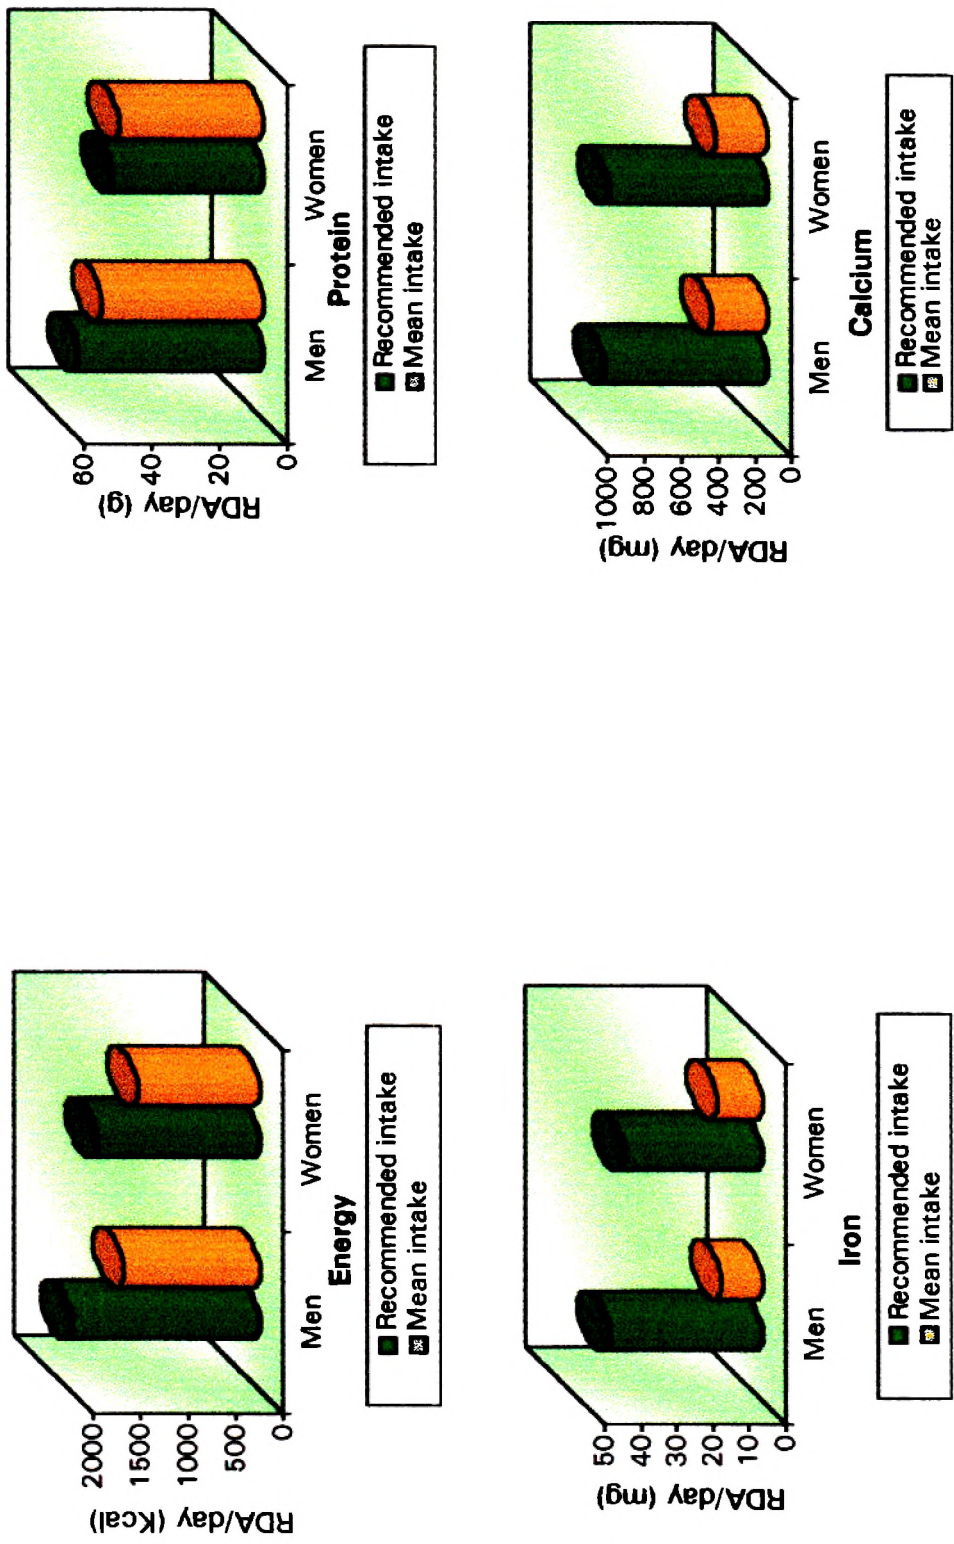 RDA/day (Kcal)
2000
1500
1000
500
0
Men
Women
Energy
Recommended intake
Mean intake
RDA/day (g)
60
40
20
0
Men
Women
Protein
Recommended intake
Mean intake
RDA/day (mg)
50
40
30
20
10
0
Men
Women
Iron
Recommended intake
Mean intake
RDA/day (mg)
1000
800
600
400
200
0
Men
Women
Calcium
Recommended intake
Mean intake